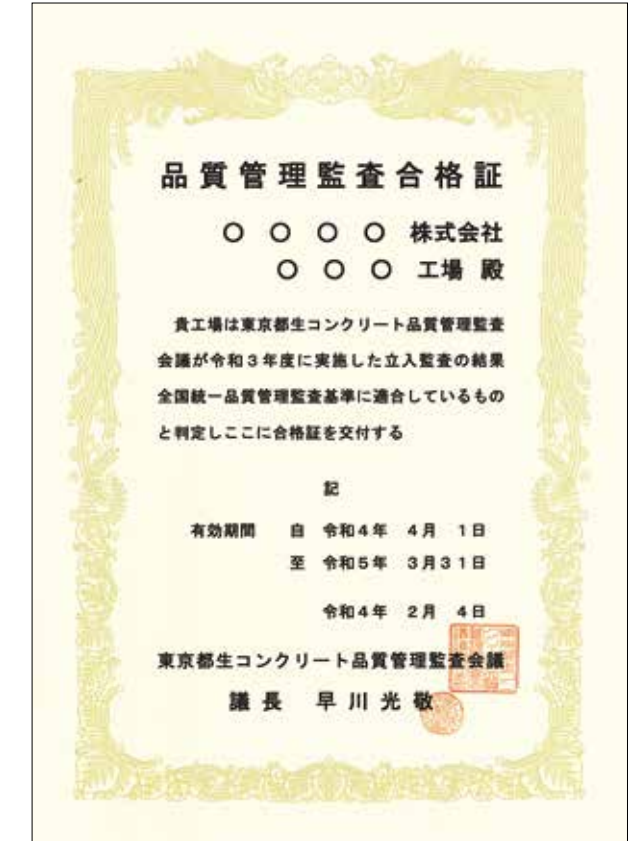 品質管理監査合格証
〇〇〇〇 株式会社
〇〇〇 工場 殿
貴工場は東京都生コンクリート品質管理監査
会議が令和3年度に実施した立入監査の結果
全国統一品質管理監査基準に適合しているもの
と判定しここに合格証を交付する
記
有効期間 自 令和4年 4月 1日
至 令和5年 3月31日
令和4年 2月 4日
東京都生コンクリート品質管理監査会議
議長 早川光敬